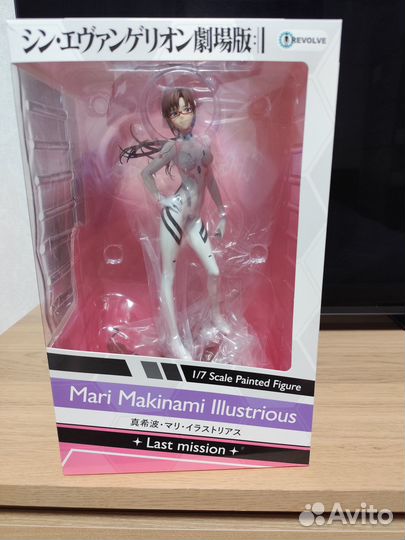 シン・エヴァンゲリオン劇場版:||
REVOLVE
1/7 Scale Painted Figure
Mari Makinami Illustrious
真希波・マリ・イラストリアス
Last mission
Avito